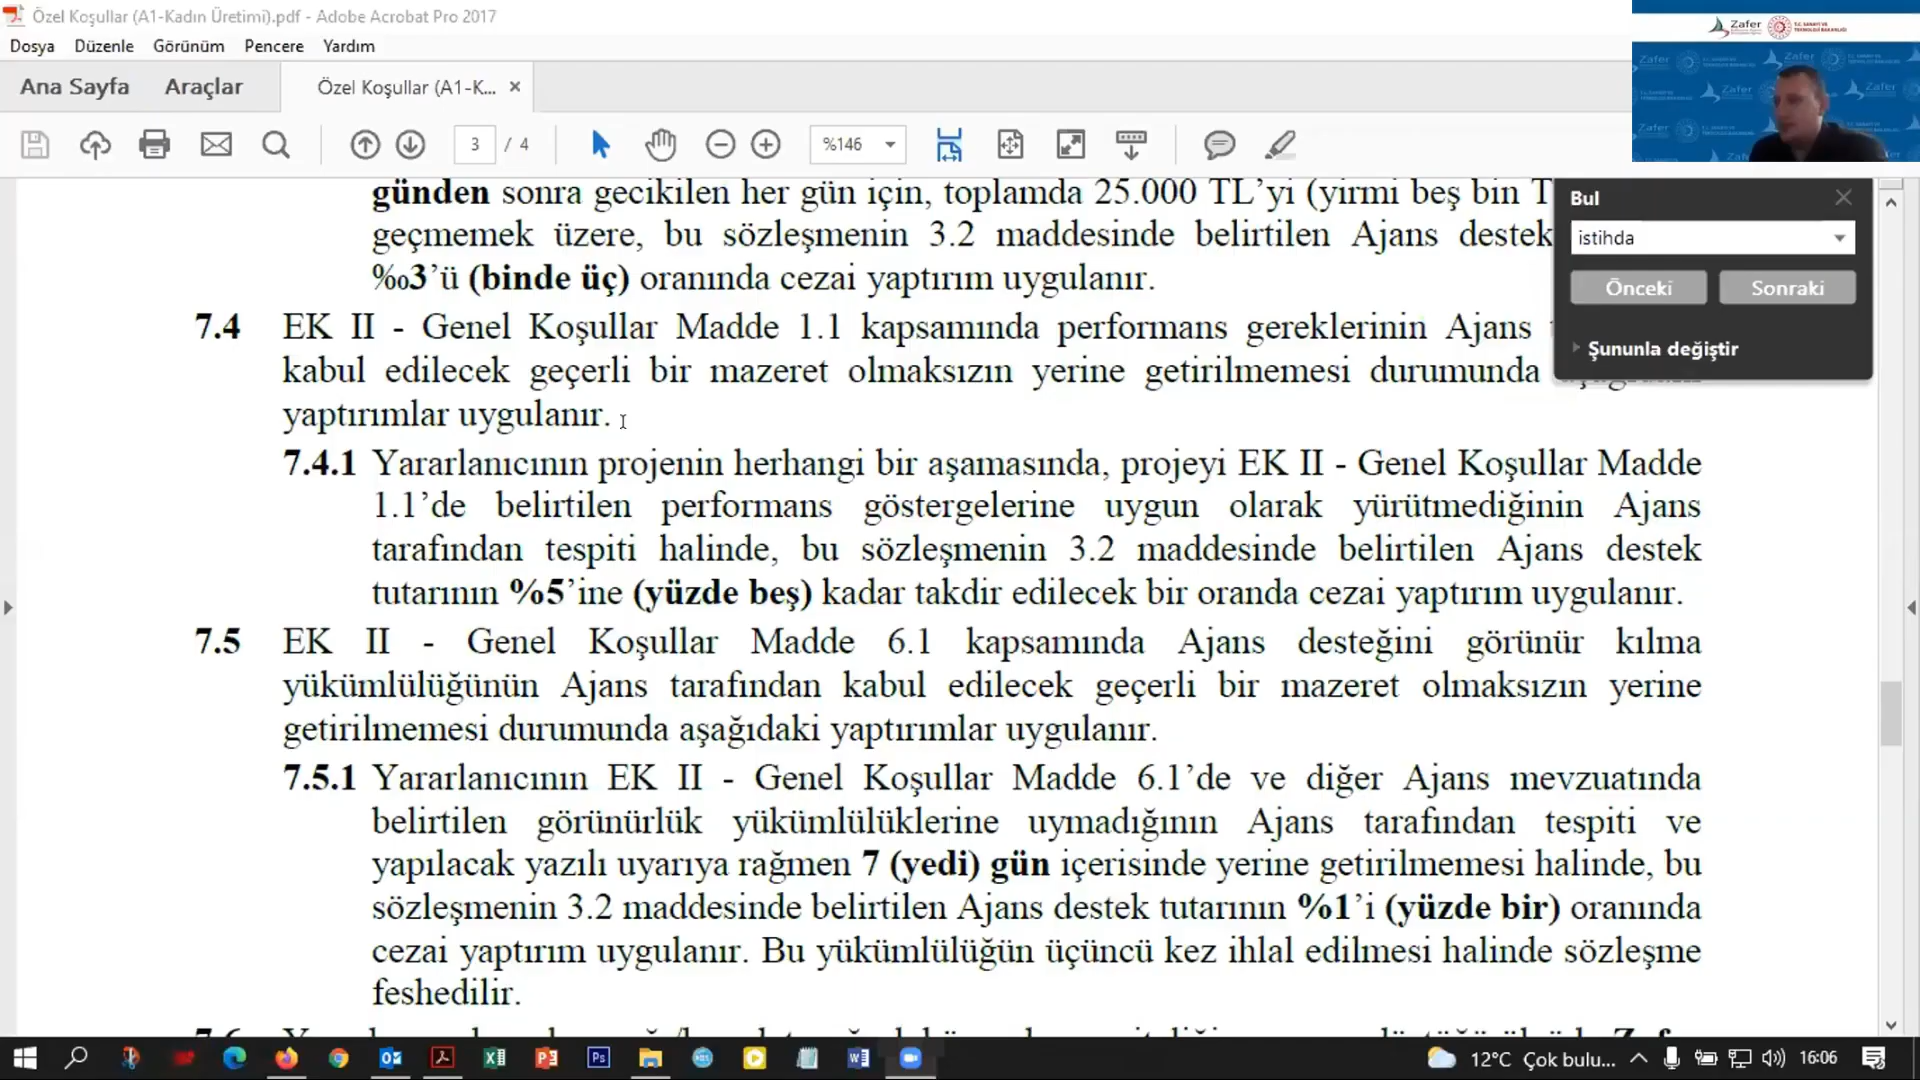 Özel Koşullar (A1-Kadın Üretimi).pdf - Adobe Acrobat Pro 2017
Dosya Düzenle Görünüm Pencere Yardım
Ana Sayfa Araçlar Özel Koşullar (A1-K... ×
3 / 4 %146
Zafer T.C. SANAYİ VE TEKNOLOJİ BAKANLIĞI
Zafer
Zafer
Zafer
Zafer
Zafer
Bul
istihda
Önceki Sonraki
Şununla değiştir
günden sonra gecikilen her gün için, toplamda 25.000 TL’yi (yirmi beş bin T
geçmemek üzere, bu sözleşmenin 3.2 maddesinde belirtilen Ajans destek
‰3’ü (binde üç) oranında cezai yaptırım uygulanır.
7.4 EK II - Genel Koşullar Madde 1.1 kapsamında performans gereklerinin Ajans
kabul edilecek geçerli bir mazeret olmaksızın yerine getirilmemesi durumunda
yaptırımlar uygulanır.
7.4.1 Yararlanıcının projenin herhangi bir aşamasında, projeyi EK II - Genel Koşullar Madde
1.1’de belirtilen performans göstergelerine uygun olarak yürütmediğinin Ajans
tarafından tespiti halinde, bu sözleşmenin 3.2 maddesinde belirtilen Ajans destek
tutarının %5’ine (yüzde beş) kadar takdir edilecek bir oranda cezai yaptırım uygulanır.
7.5 EK II - Genel Koşullar Madde 6.1 kapsamında Ajans desteğini görünür kılma
yükümlülüğünün Ajans tarafından kabul edilecek geçerli bir mazeret olmaksızın yerine
getirilmemesi durumunda aşağıdaki yaptırımlar uygulanır.
7.5.1 Yararlanıcının EK II - Genel Koşullar Madde 6.1’de ve diğer Ajans mevzuatında
belirtilen görünürlük yükümlülüklerine uymadığının Ajans tarafından tespiti ve
yapılacak yazılı uyarıya rağmen 7 (yedi) gün içerisinde yerine getirilmemesi halinde, bu
sözleşmenin 3.2 maddesinde belirtilen Ajans destek tutarının %1’i (yüzde bir) oranında
cezai yaptırım uygulanır. Bu yükümlülüğün üçüncü kez ihlal edilmesi halinde sözleşme
feshedilir.
12°C Çok bulu... 16:06